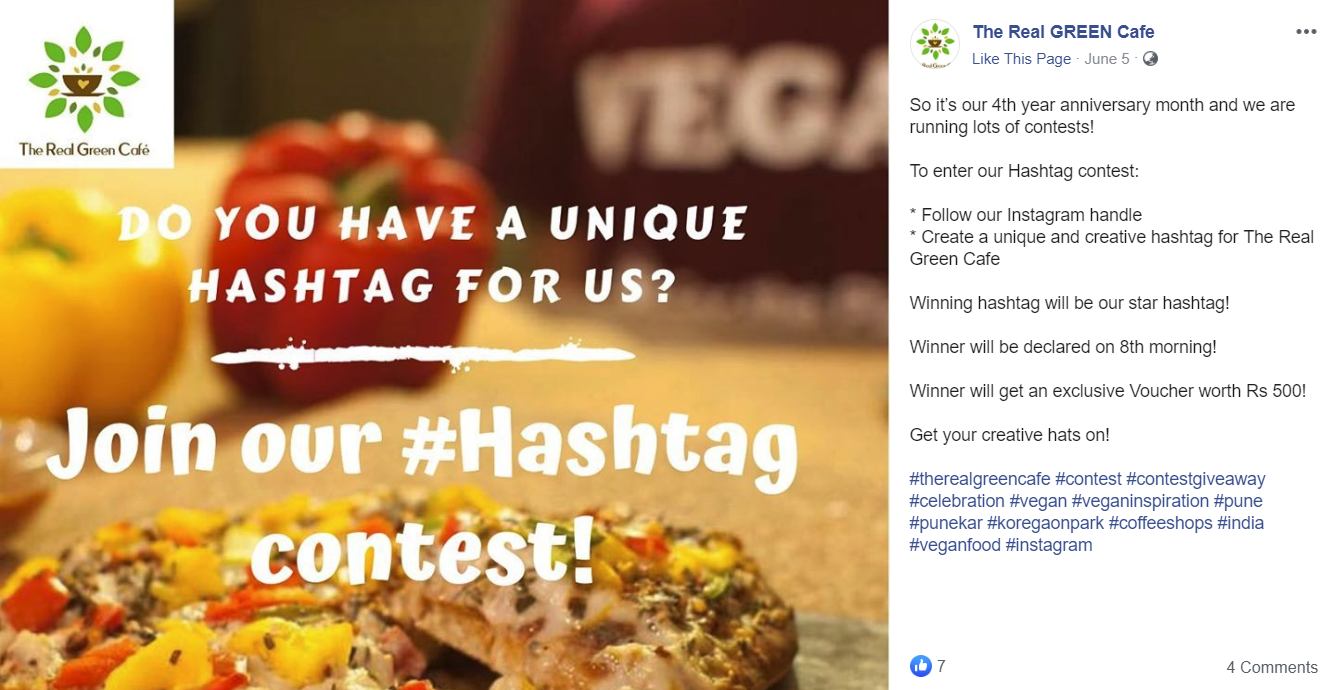 The Real Green Café
VEGA
DO YOU HAVE A UNIQUE
HASHTAG FOR US?
Join our #Hashtag
contest!
The Real GREEN Cafe
Like This Page · June 5 ·
So it's our 4th year anniversary month and we are
running lots of contests!
To enter our Hashtag contest:
* Follow our Instagram handle
* Create a unique and creative hashtag for The Real
Green Cafe
Winning hashtag will be our star hashtag!
Winner will be declared on 8th morning!
Winner will get an exclusive Voucher worth Rs 500!
Get your creative hats on!
#therealgreencafe #contest #contestgiveaway
#celebration #vegan #veganinspiration #pune
#punekar #koregaonpark #coffeeshops #india
#veganfood #instagram
7
4 Comments